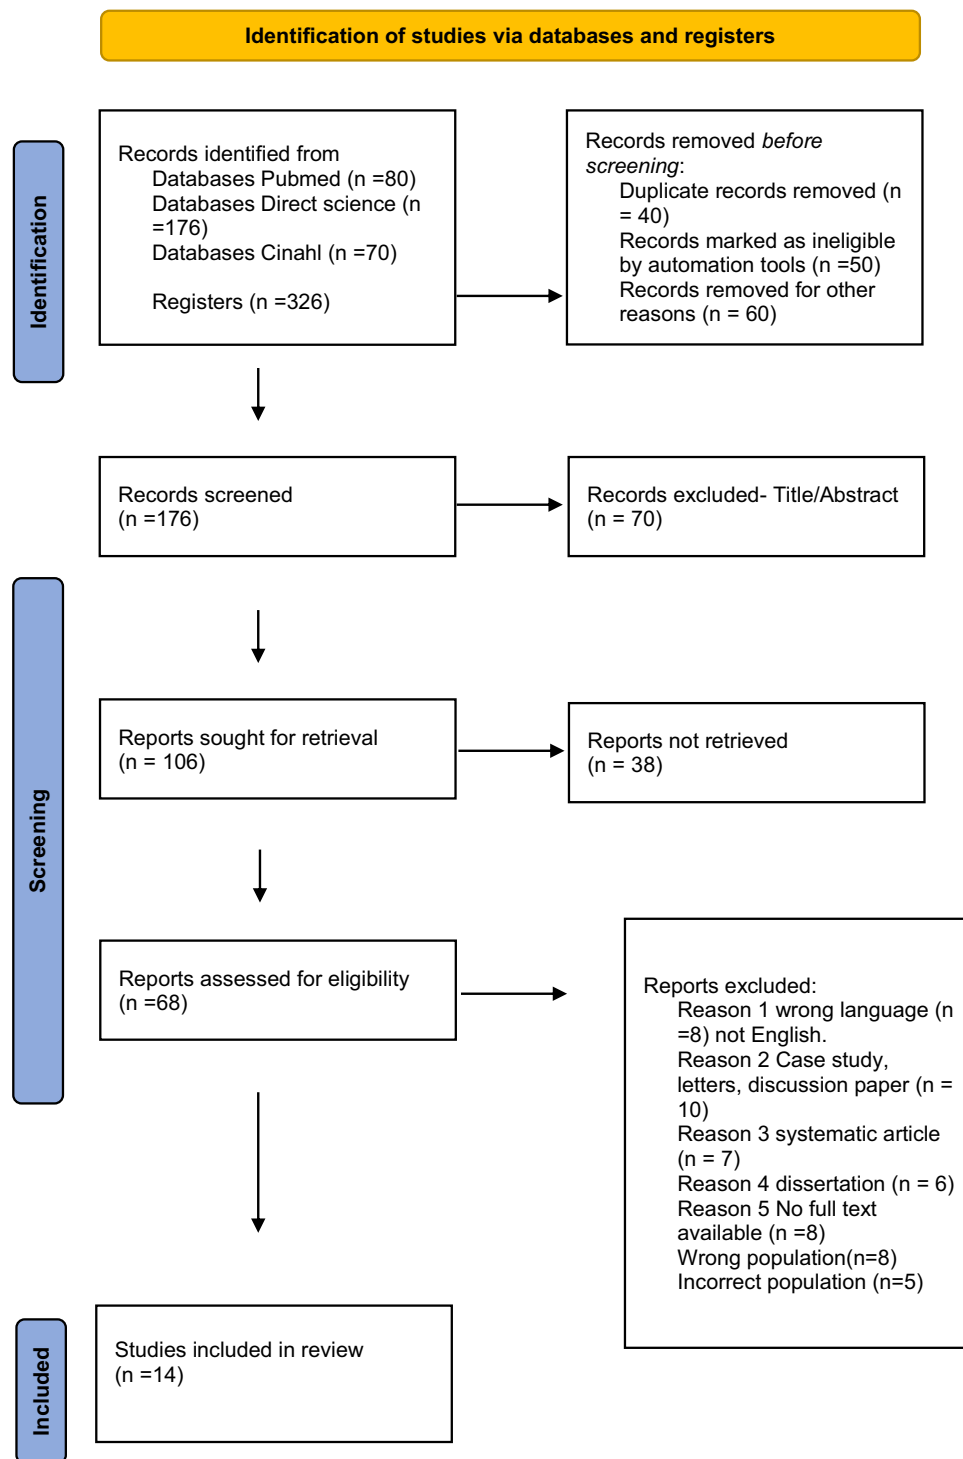 Identification of studies via databases and registers
Identification
Records identified from
Databases Pubmed (n =80)
Databases Direct science (n
=176)
Databases Cinahl (n =70)
Registers (n =326)
Records removed before
screening:
Duplicate records removed (n
= 40)
Records marked as ineligible
by automation tools (n =50)
Records removed for other
reasons (n = 60)
Records screened
(n =176)
Records excluded- Title/Abstract
(n = 70)
Screening
Reports sought for retrieval
(n = 106)
Reports not retrieved
(n = 38)
Reports assessed for eligibility
(n =68)
Reports excluded:
Reason 1 wrong language (n
=8) not English.
Reason 2 Case study,
letters, discussion paper (n =
10)
Reason 3 systematic article
(n = 7)
Reason 4 dissertation (n = 6)
Reason 5 No full text
available (n =8)
Wrong population(n=8)
Incorrect population (n=5)
Included
Studies included in review
(n =14)